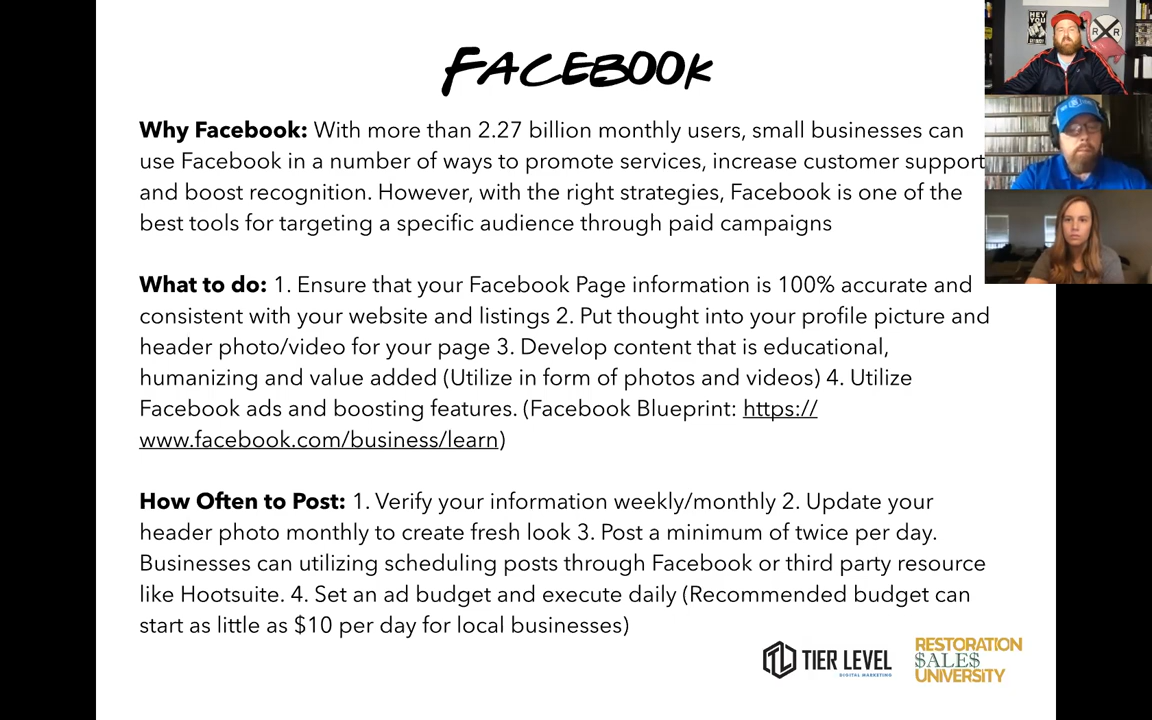 FACEBOOK
Why Facebook: With more than 2.27 billion monthly users, small businesses can
use Facebook in a number of ways to promote services, increase customer support
and boost recognition. However, with the right strategies, Facebook is one of the
best tools for targeting a specific audience through paid campaigns
What to do: 1. Ensure that your Facebook Page information is 100% accurate and
consistent with your website and listings 2. Put thought into your profile picture and
header photo/video for your page 3. Develop content that is educational,
humanizing and value added (Utilize in form of photos and videos) 4. Utilize
Facebook ads and boosting features. (Facebook Blueprint: https://
www.facebook.com/business/learn)
How Often to Post: 1. Verify your information weekly/monthly 2. Update your
header photo monthly to create fresh look 3. Post a minimum of twice per day.
Businesses can utilizing scheduling posts through Facebook or third party resource
like Hootsuite. 4. Set an ad budget and execute daily (Recommended budget can
start as little as $10 per day for local businesses)
TIER LEVEL
DIGITAL MARKETING
RESTORATION
$ALE$
UNIVERSITY
HEY
YOU
R R